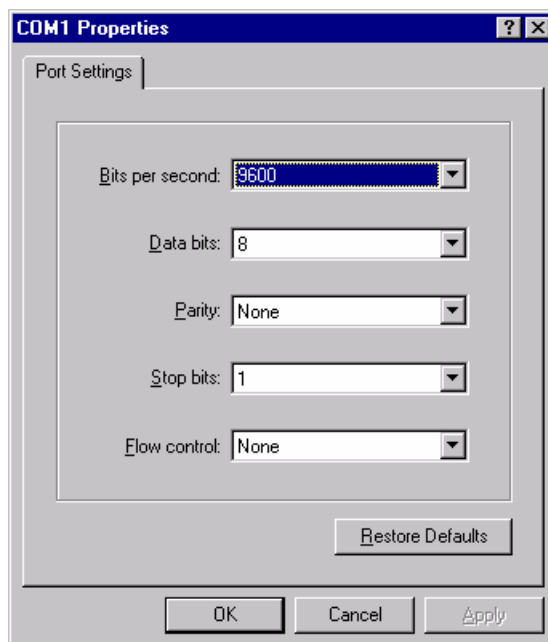 COM1 Properties
Port Settings
Bits per second: 9600
Data bits: 8
Parity: None
Stop bits: 1
Flow control: None
Restore Defaults
OK Cancel Apply